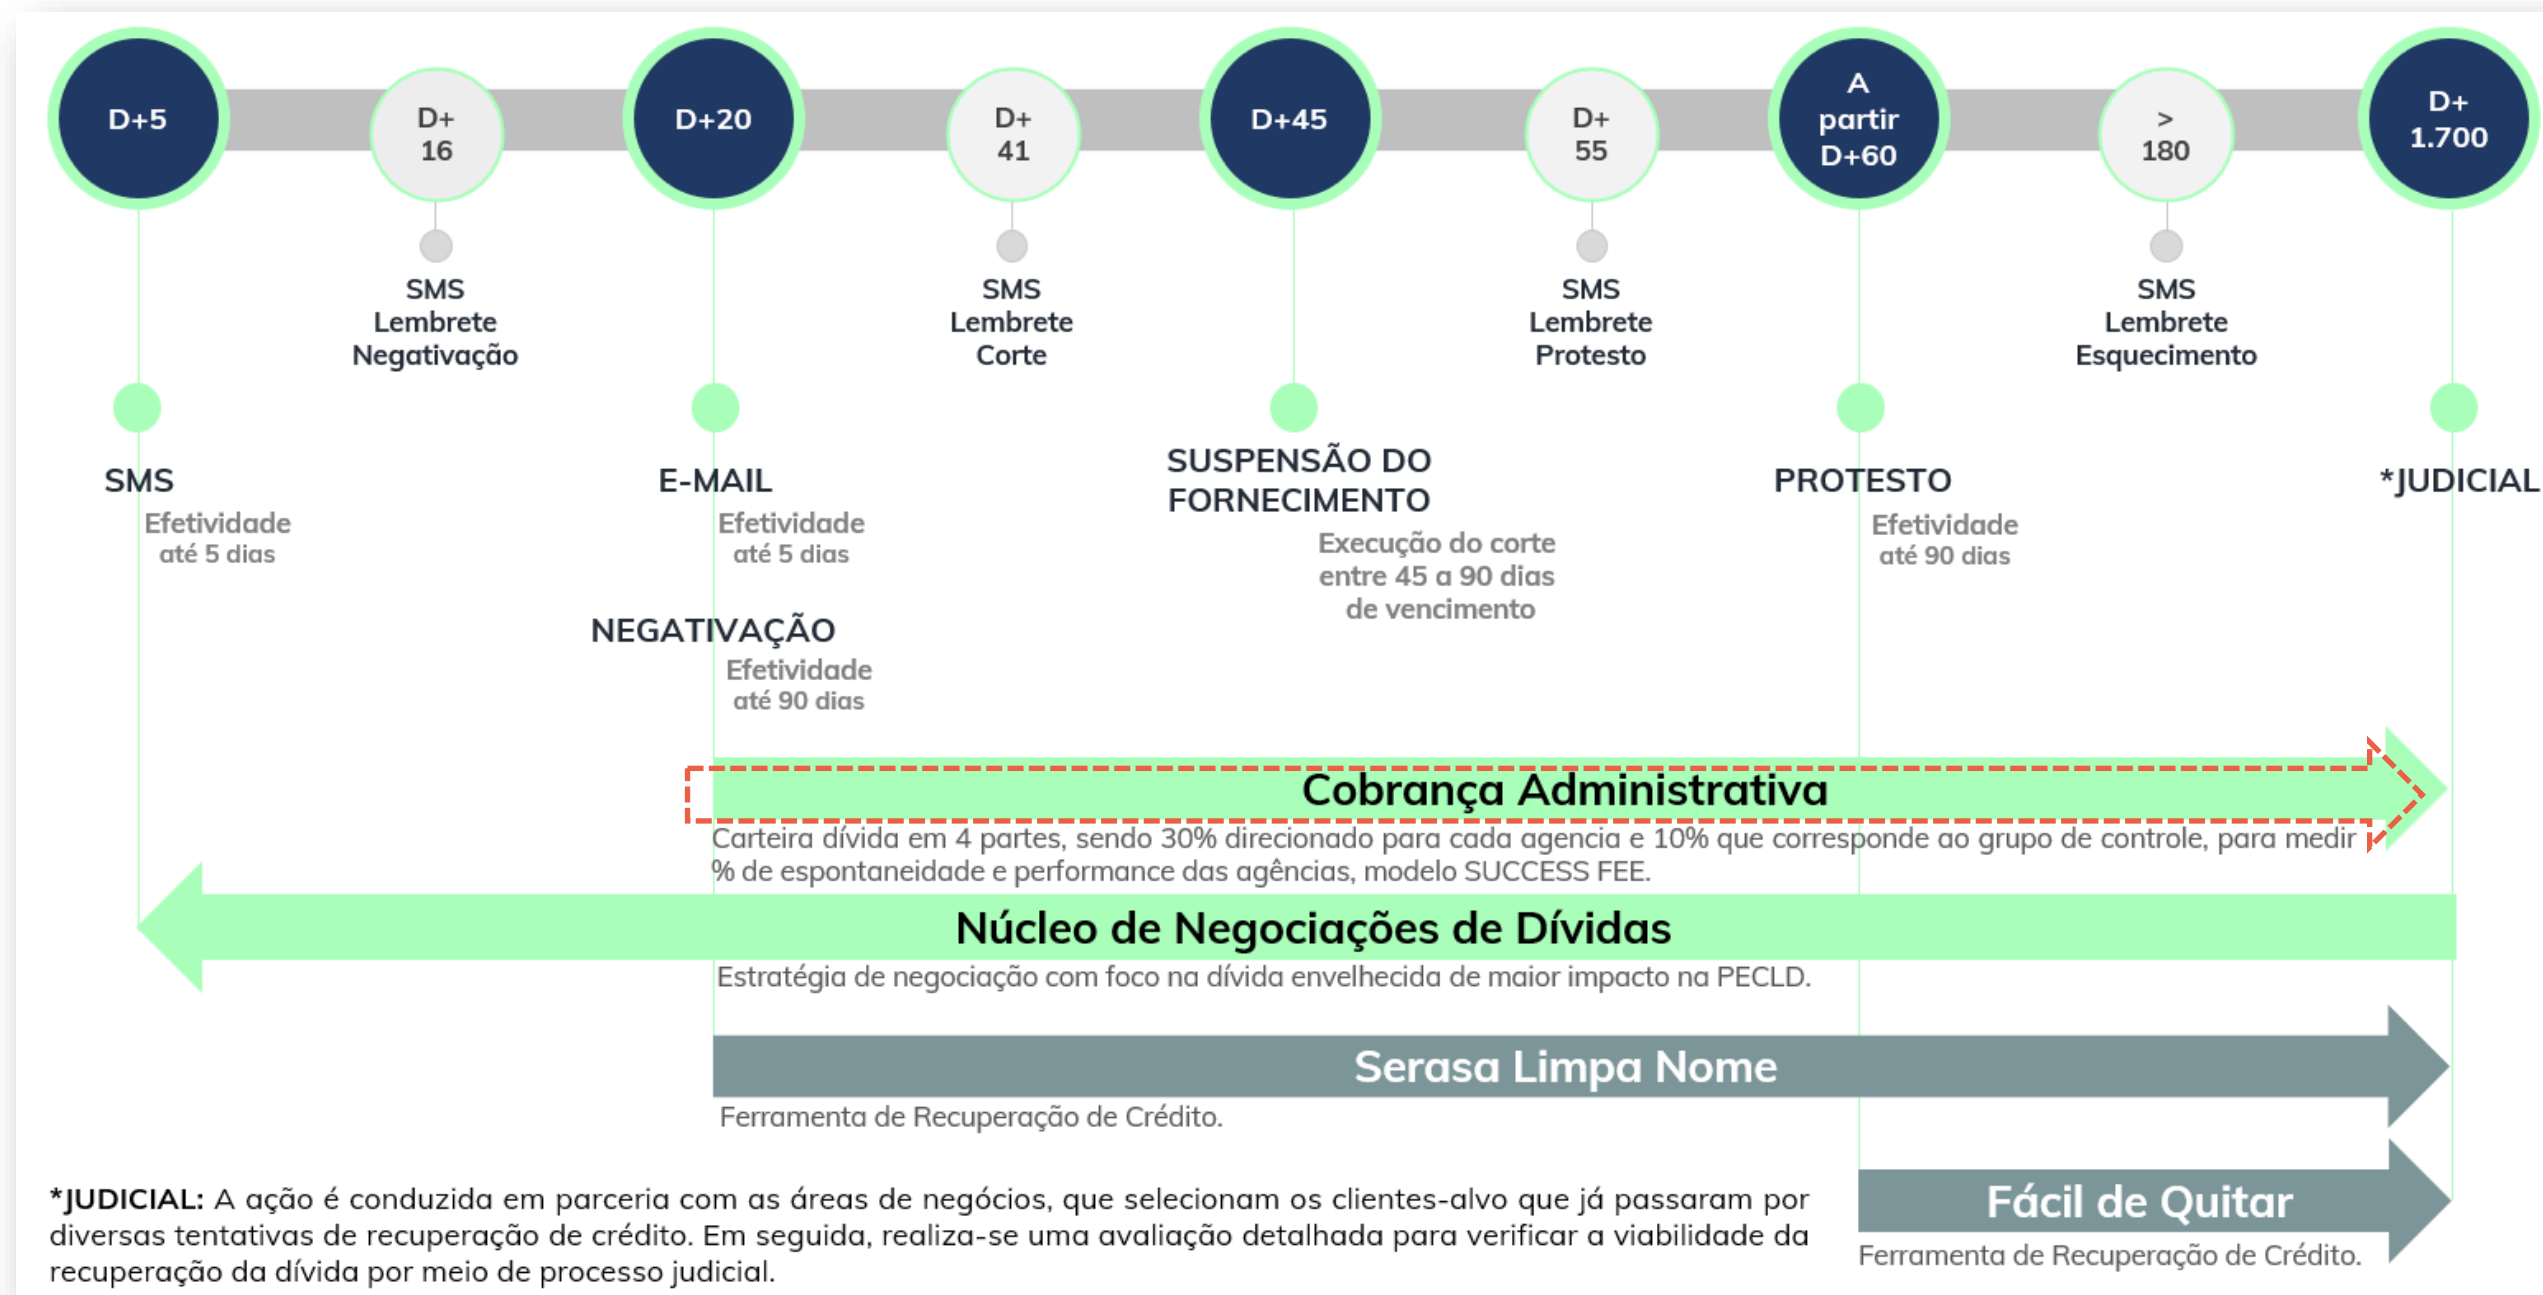 D+5
D+
16
D+20
D+
41
D+45
D+
55
A
partir
D+60
>
180
D+
1.700
SMS
Lembrete
Negativação
SMS
Lembrete
Corte
SMS
Lembrete
Protesto
SMS
Lembrete
Esquecimento
SMS
Efetividade
até 5 dias
E-MAIL
Efetividade
até 5 dias
NEGATIVAÇÃO
Efetividade
até 90 dias
SUSPENSÃO DO
FORNECIMENTO
Execução do corte
entre 45 a 90 dias
de vencimento
PROTESTO
Efetividade
até 90 dias
*JUDICIAL
Cobrança Administrativa
Carteira dívida em 4 partes, sendo 30% direcionado para cada agencia e 10% que corresponde ao grupo de controle, para medir
% de espontaneidade e performance das agências, modelo SUCCESS FEE.
Núcleo de Negociações de Dívidas
Estratégia de negociação com foco na dívida envelhecida de maior impacto na PECLD.
Serasa Limpa Nome
Ferramenta de Recuperação de Crédito.
Fácil de Quitar
Ferramenta de Recuperação de Crédito.
*JUDICIAL: A ação é conduzida em parceria com as áreas de negócios, que selecionam os clientes-alvo que já passaram por
diversas tentativas de recuperação de crédito. Em seguida, realiza-se uma avaliação detalhada para verificar a viabilidade da
recuperação da dívida por meio de processo judicial.